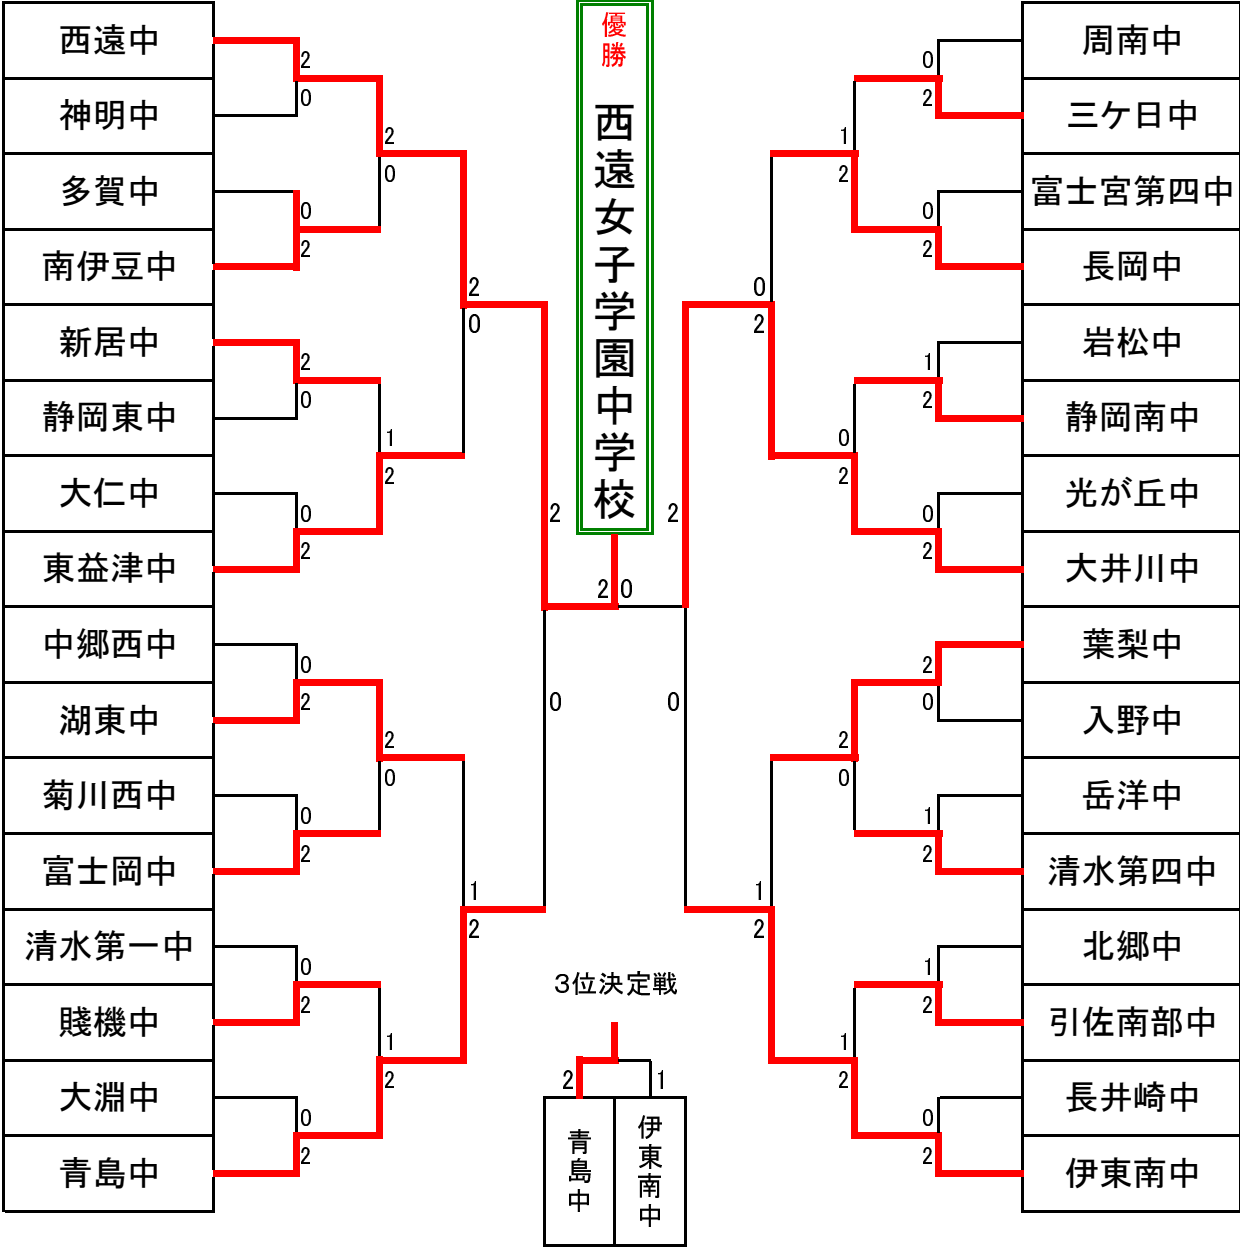 西遠中
2
0
神明中
2
0
多賀中
0
2
南伊豆中
2
0
新居中
2
0
静岡東中
1
2
大仁中
0
2
東益津中
2
0
中郷西中
0
2
湖東中
2
0
菊川西中
0
2
富士岡中
1
2
清水第一中
0
2
賤機中
1
2
大淵中
0
2
青島中
優勝
西遠女子学園中学校
2 0
周南中
0
2
三ケ日中
1
2
富士宮第四中
0
2
長岡中
0
2
岩松中
1
2
静岡南中
0
2
光が丘中
0
2
大井川中
2
0
葉梨中
2
0
入野中
2
0
岳洋中
1
2
清水第四中
1
2
北郷中
1
2
引佐南部中
1
2
長井崎中
0
2
伊東南中
3位決定戦
2 1
青島中
伊東南中